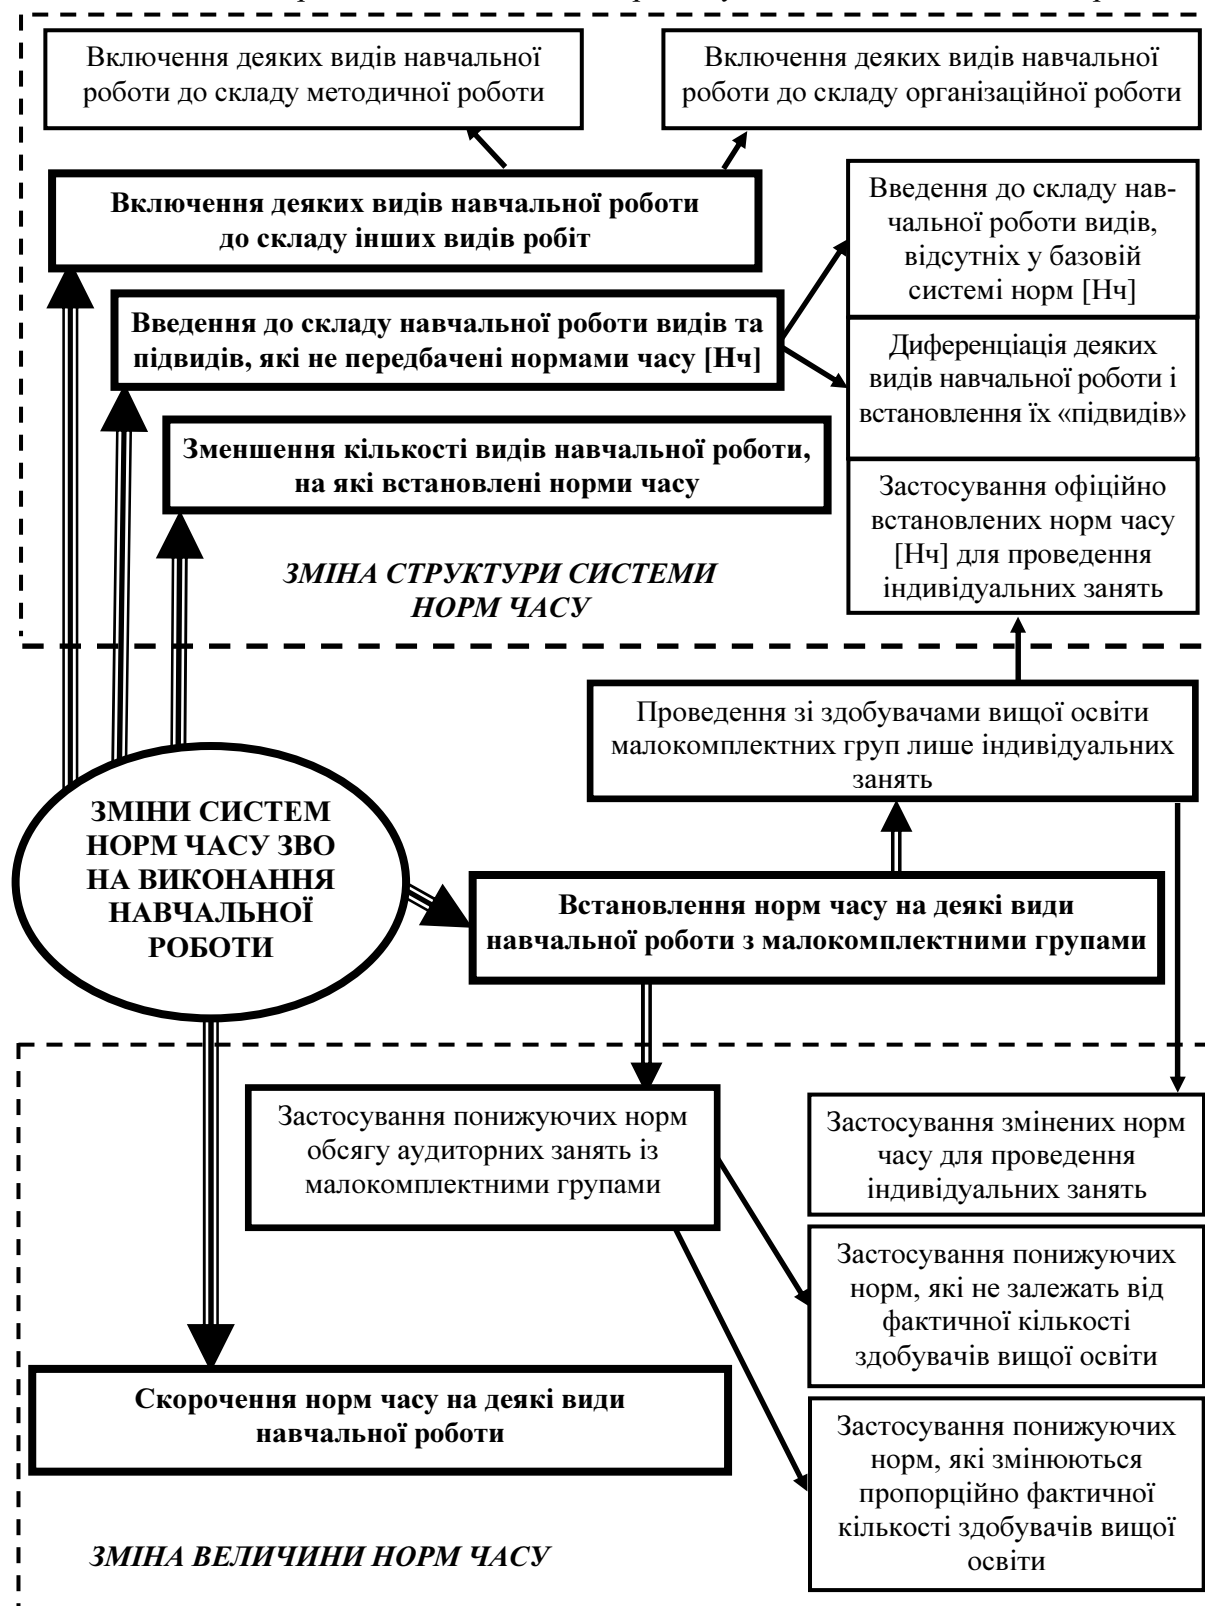 Включення деяких видів навчальної
роботи до складу методичної роботи
Включення деяких видів навчальної
роботи до складу організаційної роботи
Включення деяких видів навчальної роботи
до складу інших видів робіт
Введення до складу нав-
чальної роботи видів,
відсутніх у базовій
системі норм [Нч]
Введення до складу навчальної роботи видів та
підвидів, які не передбачені нормами часу [Нч]
Диференціація деяких
видів навчальної роботи і
встановлення їх «підвидів»
Зменшення кількості видів навчальної роботи,
на які встановлені норми часу
Застосування офіційно
встановлених норм часу
[Нч] для проведення
індивідуальних занять
ЗМІНА СТРУКТУРИ СИСТЕМИ
НОРМ ЧАСУ
Проведення зі здобувачами вищої освіти
малокомплектних груп лише індивідуальних
занять
ЗМІНИ СИСТЕМ
НОРМ ЧАСУ ЗВО
НА ВИКОНАННЯ
НАВЧАЛЬНОЇ
РОБОТИ
Встановлення норм часу на деякі види
навчальної роботи з малокомплектними групами
Застосування понижуючих норм
обсягу аудиторних занять із
малокомплектними групами
Застосування змінених норм
часу для проведення
індивідуальних занять
Застосування понижуючих
норм, які не залежать від
фактичної кількості
здобувачів вищої освіти
Скорочення норм часу на деякі види
навчальної роботи
Застосування понижуючих
норм, які змінюються
пропорційно фактичної
кількості здобувачів вищої
освіти
ЗМІНА ВЕЛИЧИНИ НОРМ ЧАСУ